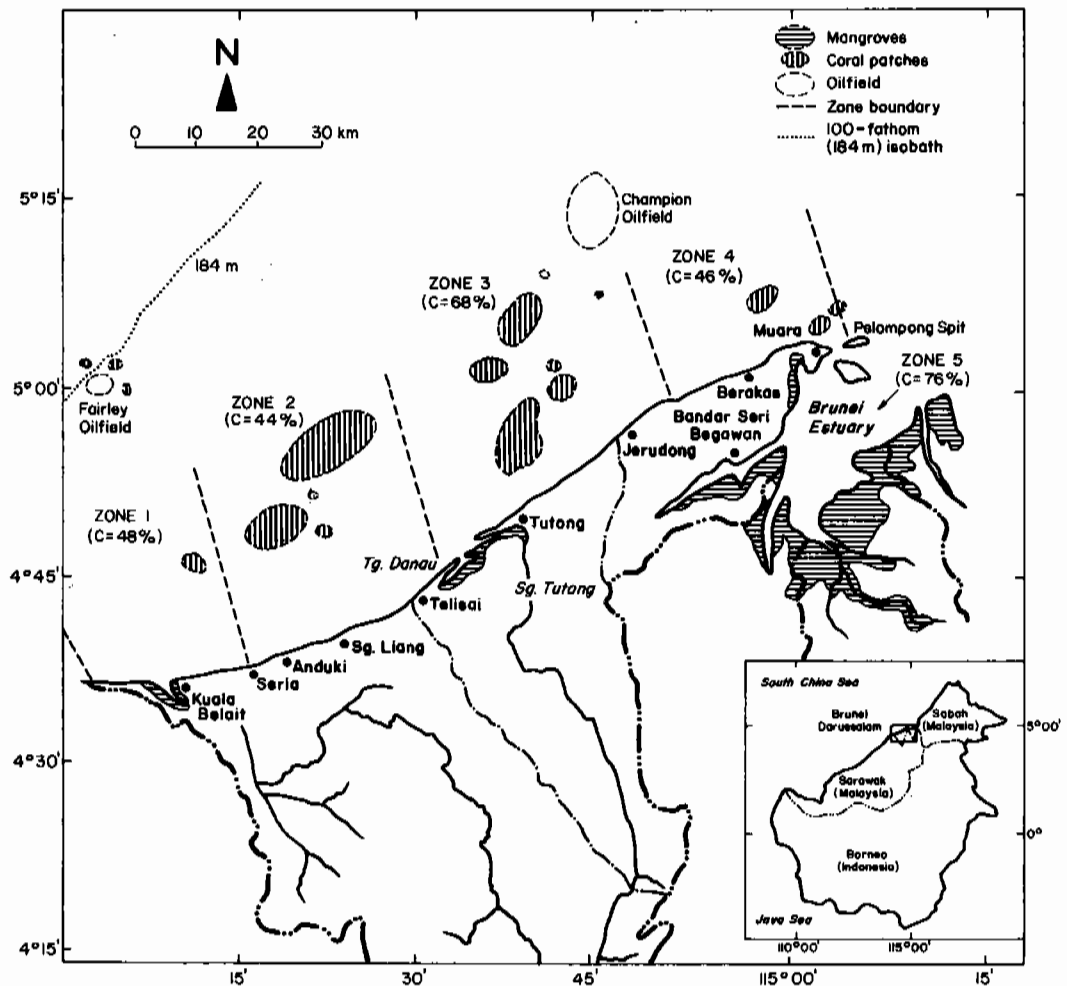 N
0 10 20 30 km
Mangroves
Coral patches
Oilfield
Zone boundary
100-fathom
(184 m) isobath
5°15'
5°00'
4°45'
4°30'
4°15'
184 m
Champion
Oilfield
ZONE 4
(C=46%)
ZONE 3
(C=68%)
Muara
Pelompong Spit
ZONE 5
(C=76%)
Fairley
Oilfield
ZONE 2
(C=44%)
Berakas
Brunei
Estuary
Bandar Seri
Begawan
Jerudong
ZONE 1
(C=48%)
Tutong
Tg. Danau
Sg. Tutong
Telisai
Sg. Liang
Anduki
Seria
Kuala
Belait
South China Sea
Brunei
Darussalam
Sabah
(Malaysia)
5°00'
Sarawak
(Malaysia)
0°
Borneo
(Indonesia)
Java Sea
110°00' 115°00'
15' 30' 45' 115°00' 15'